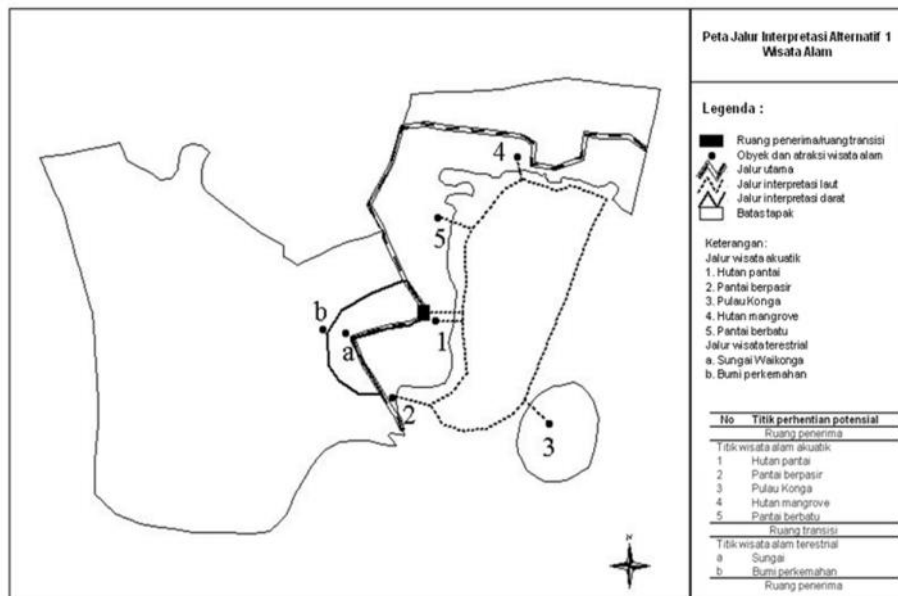 Peta Jalur Interpretasi Alternatif 1
Wisata Alam
Legenda :
Ruang penerima/ruang transisi
Obyek dan atraksi wisata alam
Jalur utama
Jalur interpretasi laut
Jalur interpretasi darat
Batas tapak
Keterangan :
Jalur wisata akuatik
1. Hutan pantai
2. Pantai berpasir
3. Pulau Konga
4. Hutan mangrove
5. Pantai berbatu
Jalur wisata terestrial
a. Sungai Waikonga
b. Bumi perkemahan
No Titik perhentian potensial
Ruang penerima
Titik wisata alam akuatik
1 Hutan pantai
2 Pantai berpasir
3 Pulau Konga
4 Hutan mangrove
5 Pantai berbatu
Ruang transisi
Titik wisata alam terestrial
a Sungai
b Bumi perkemahan
Ruang penerima
4
5
b
a
1
2
3
N